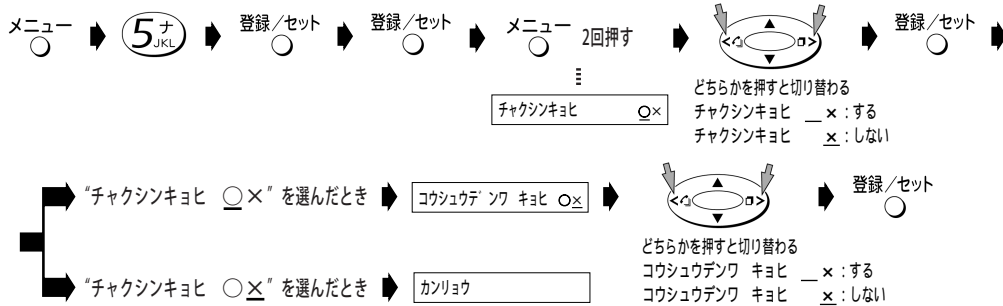 メニュー 5ナJKL 登録/セット 登録/セット メニュー 2回押す 登録/セット
チャクシンキョヒ ○×
どちらかを押すと切り替わる
チャクシンキョヒ ＿×:する
チャクシンキョヒ ×:しない
“チャクシンキョヒ ○×”を選んだとき コウシュウデンワ キョヒ ○× 登録/セット
どちらかを押すと切り替わる
コウシュウデンワ キョヒ ＿×:する
コウシュウデンワ キョヒ ×:しない
“チャクシンキョヒ ○×”を選んだとき カンリョウ